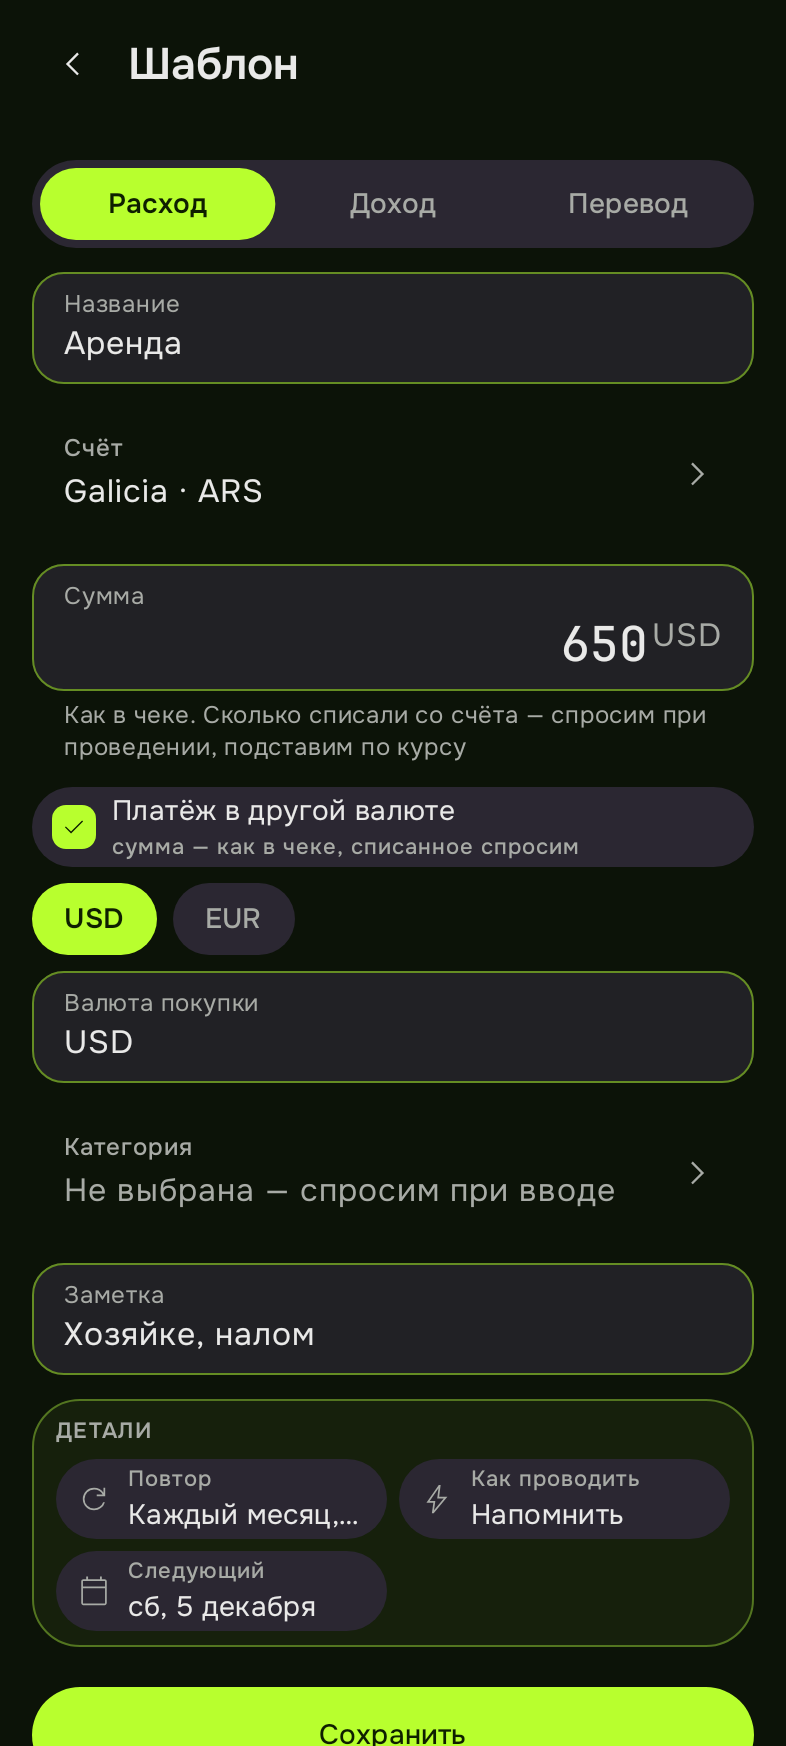 Шаблон
Расход
Доход
Перевод
Название
Аренда
Счёт
Galicia · ARS
Сумма
650 USD
Как в чеке. Сколько списали со счёта — спросим при
проведении, подставим по курсу
Платёж в другой валюте
сумма — как в чеке, списанное спросим
USD
EUR
Валюта покупки
USD
Категория
Не выбрана — спросим при вводе
Заметка
Хозяйке, налом
ДЕТАЛИ
Повтор
Каждый месяц,...
Как проводить
Напомнить
Следующий
сб, 5 декабря
Сохранить